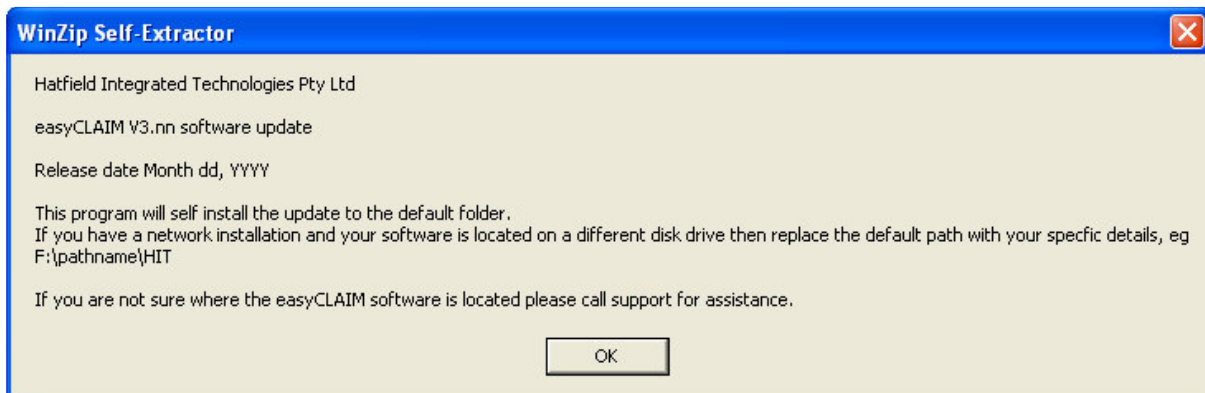 WinZip Self-Extractor
Hatfield Integrated Technologies Pty Ltd
easyCLAIM V3.nn software update
Release date Month dd, YYYY
This program will self install the update to the default folder.
If you have a network installation and your software is located on a different disk drive then replace the default path with your specfic details, eg
F:\pathname\HIT
If you are not sure where the easyCLAIM software is located please call support for assistance.
OK